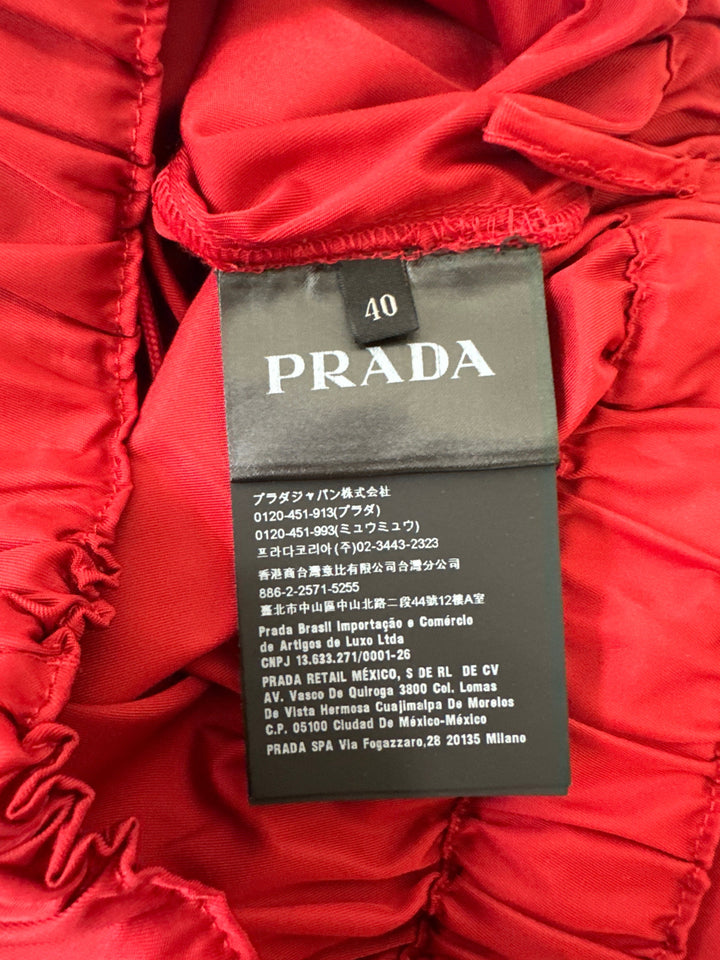 40
PRADA
プラダジャパン株式会社
0120-451-913(プラダ)
0120-451-993(ミュウミュウ)
프라다코리아(주)02-3443-2323
香港商台灣意比有限公司台灣分公司
886-2-2571-5255
臺北市中山區中山北路二段44號12樓A室
Prada Brasil Importação e Comércio
de Artigos de Luxo Ltda
CNPJ 13.633.271/0001-26
PRADA RETAIL MÉXICO, S DE RL DE CV
AV. Vasco De Quiroga 3800 Col. Lomas
De Vista Hermosa Cuajimalpa De Morelos
C.P. 05100 Ciudad De México-México
PRADA SPA Via Fogazzaro,28 20135 Milano